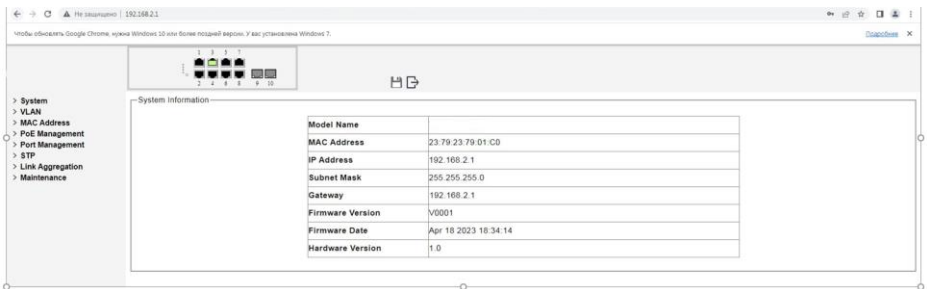 Не защищено | 192.168.2.1
Чтобы обновлять Google Chrome, нужна Windows 10 или более поздней версии. У вас установлена Windows 7.
Подробнее
1 3 5 7
2 4 6 8 9 10
> System
> VLAN
> MAC Address
> PoE Management
> Port Management
> STP
> Link Aggregation
> Maintenance
System Information
Model Name
MAC Address 23:79:23:79:01:C0
IP Address 192.168.2.1
Subnet Mask 255.255.255.0
Gateway 192.168.2.1
Firmware Version V0001
Firmware Date Apr 18 2023 18:34:14
Hardware Version 1.0